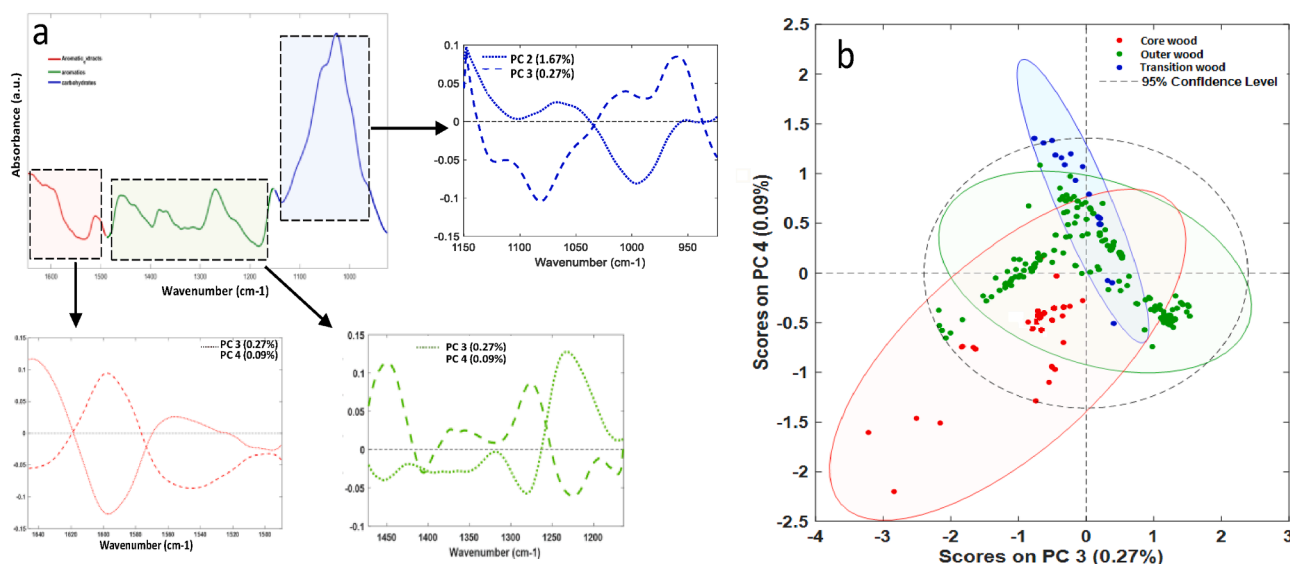 a
Aromatic_xtracts
aromatics
carbohydrates
Absorbance (a.u.)
1600 1500 1400 1300 1200 1100 1000
Wavenumber (cm-1)
PC 2 (1.67%)
PC 3 (0.27%)
0.1
0.05
0
-0.05
-0.1
-0.15
1150 1100 1050 1000 950
Wavenumber (cm-1)
PC 3 (0.27%)
PC 4 (0.09%)
0.15
0.1
0.05
0
-0.05
-0.1
-0.15
1640 1620 1600 1580 1560 1540 1520 1500
Wavenumber (cm-1)
PC 3 (0.27%)
PC 4 (0.09%)
0.15
0.1
0.05
0
-0.05
-0.1
1450 1400 1350 1300 1250 1200
Wavenumber (cm-1)
b
Core wood
Outer wood
Transition wood
95% Confidence Level
Scores on PC 4 (0.09%)
2.5
2
1.5
1
0.5
0
-0.5
-1
-1.5
-2
-2.5
-4 -3 -2 -1 0 1 2 3
Scores on PC 3 (0.27%)